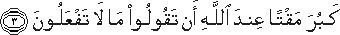 كَبُرَ مَقْتًا عِندَ ٱللَّهِ أَن تَقُولُوا۟ مَا لَا تَفْعَلُونَ ﴿٣﴾